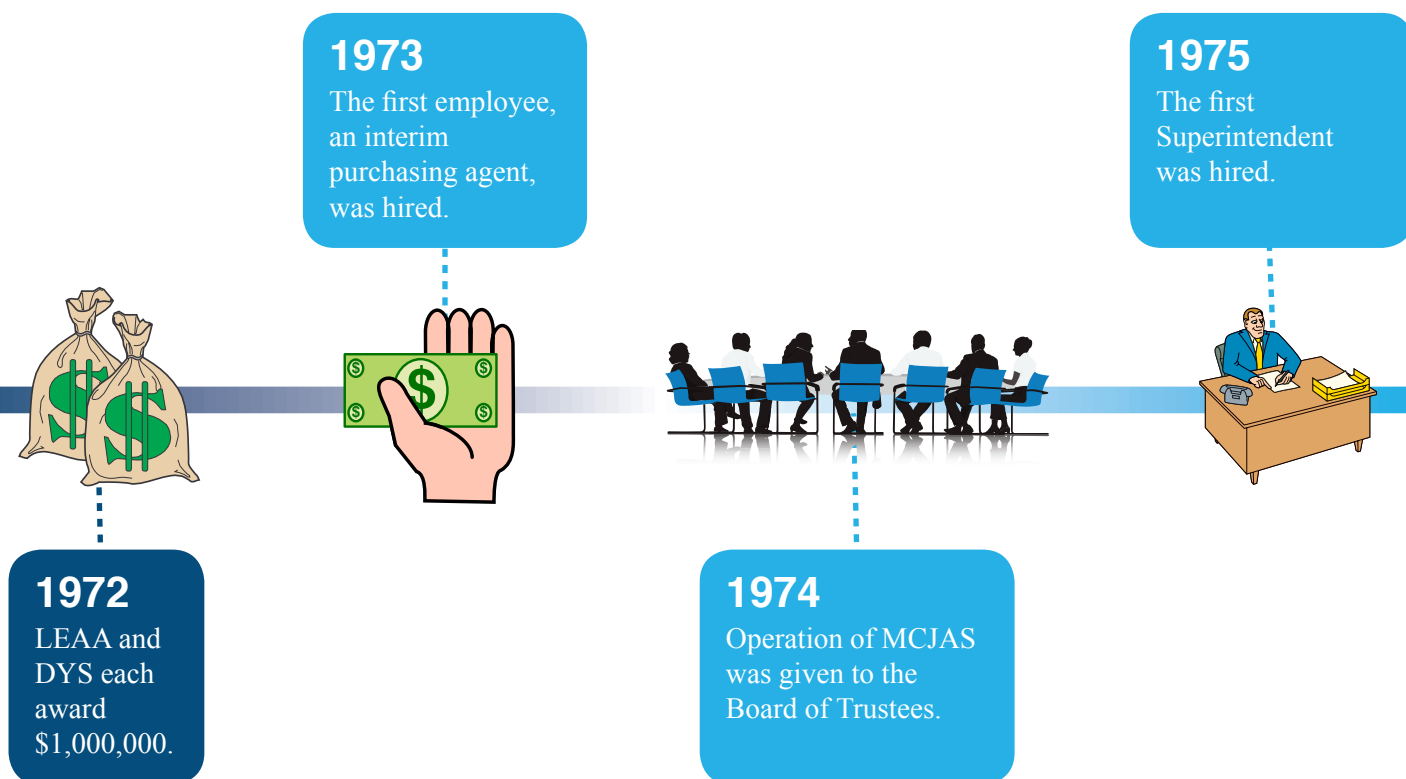 1973
The first employee,
an interim
purchasing agent,
was hired.
1975
The first
Superintendent
was hired.
$
$
$
$
$
$
$
1972
LEAA and
DYS each
award
$1,000,000.
1974
Operation of MCJAS
was given to the
Board of Trustees.